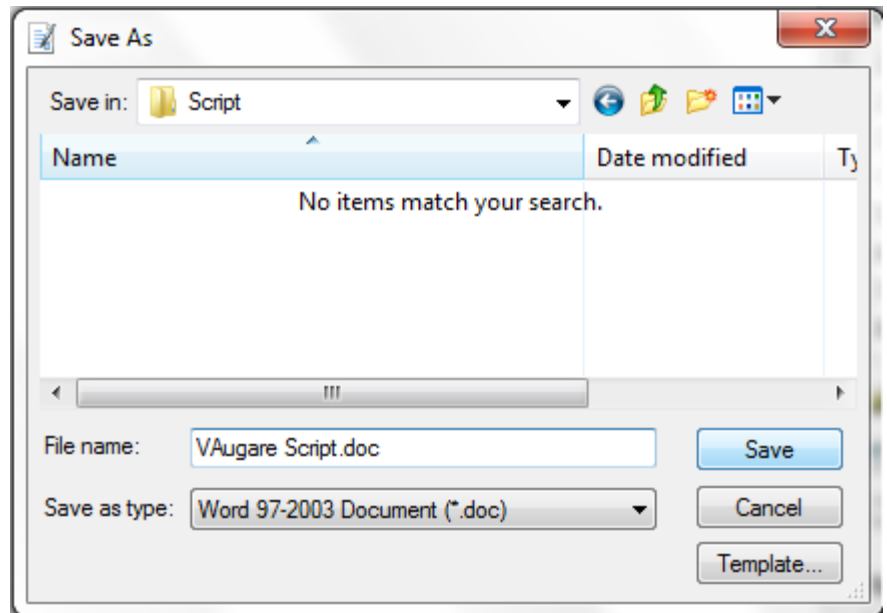 Save As
Save in: Script
Name Date modified Ty
No items match your search.
File name: VAugare Script.doc Save
Save as type: Word 97-2003 Document (*.doc) Cancel
Template...